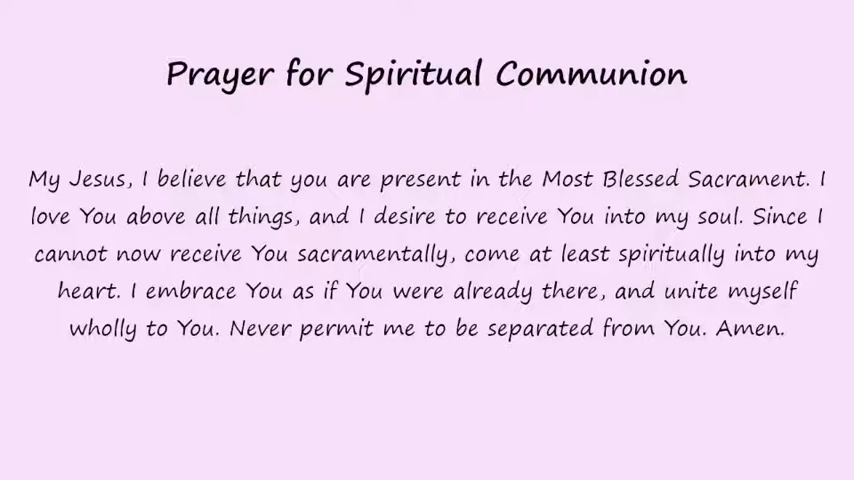 Prayer for Spiritual Communion
My Jesus, I believe that you are present in the Most Blessed Sacrament. I
love You above all things, and I desire to receive You into my soul. Since I
cannot now receive You sacramentally, come at least spiritually into my
heart. I embrace You as if You were already there, and unite myself
wholly to You. Never permit me to be separated from You. Amen.